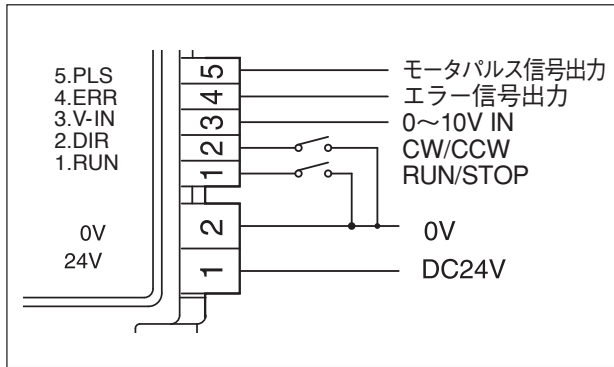 5.PLS
4.ERR
3.V-IN
2.DIR
1.RUN
0V
24V
5
4
3
2
1
2
1
モータパルス信号出力
エラー信号出力
0～10V IN
CW/CCW
RUN/STOP
0V
DC24V